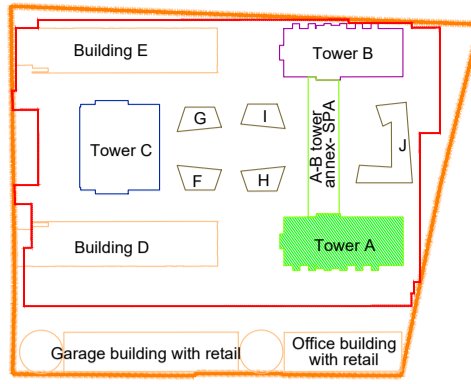 Building E
Tower B
G
I
Tower C
A-B tower
annex- SPA
J
F
H
Building D
Tower A
Garage building with retail
Office building
with retail